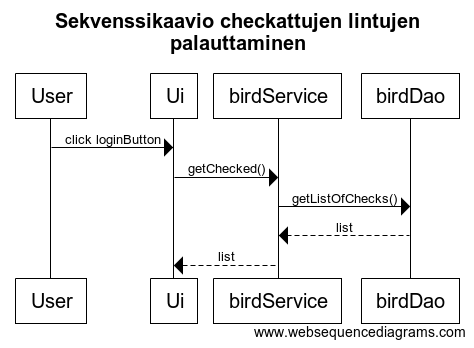 Sekvenssikaavio checkattujen lintujen
palauttaminen
User Ui birdService birdDao
click loginButton
getChecked()
getListOfChecks()
list
list
User Ui birdService birdDao
www.websequencediagrams.com